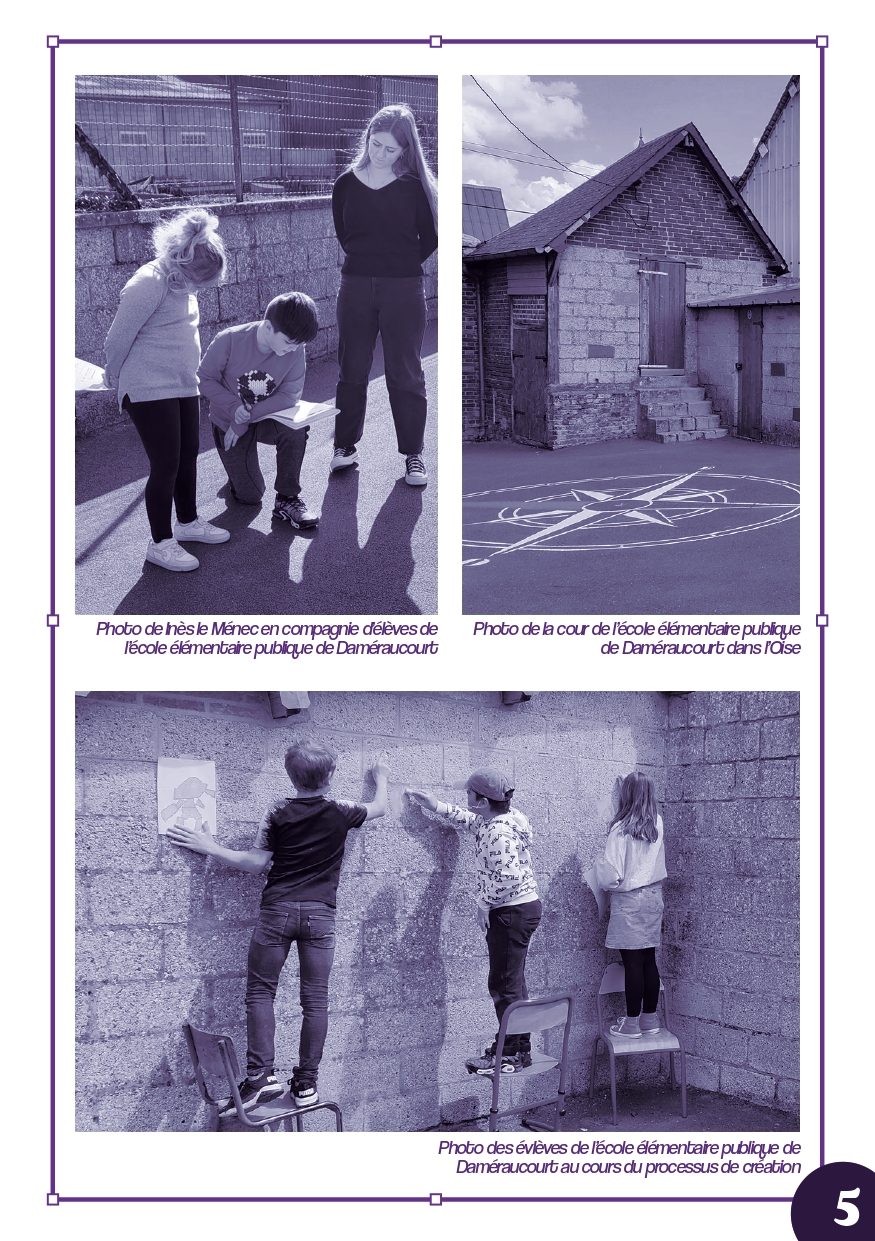 Photo de Inès le Ménec en compagnie d'élèves de
l'école élémentaire publique de Daméraucourt
Photo de la cour de l'école élémentaire publique
de Daméraucourt dans l'Oise
Photo des évlèves de l'école élémentaire publique de
Daméraucourt au cours du processus de création
5